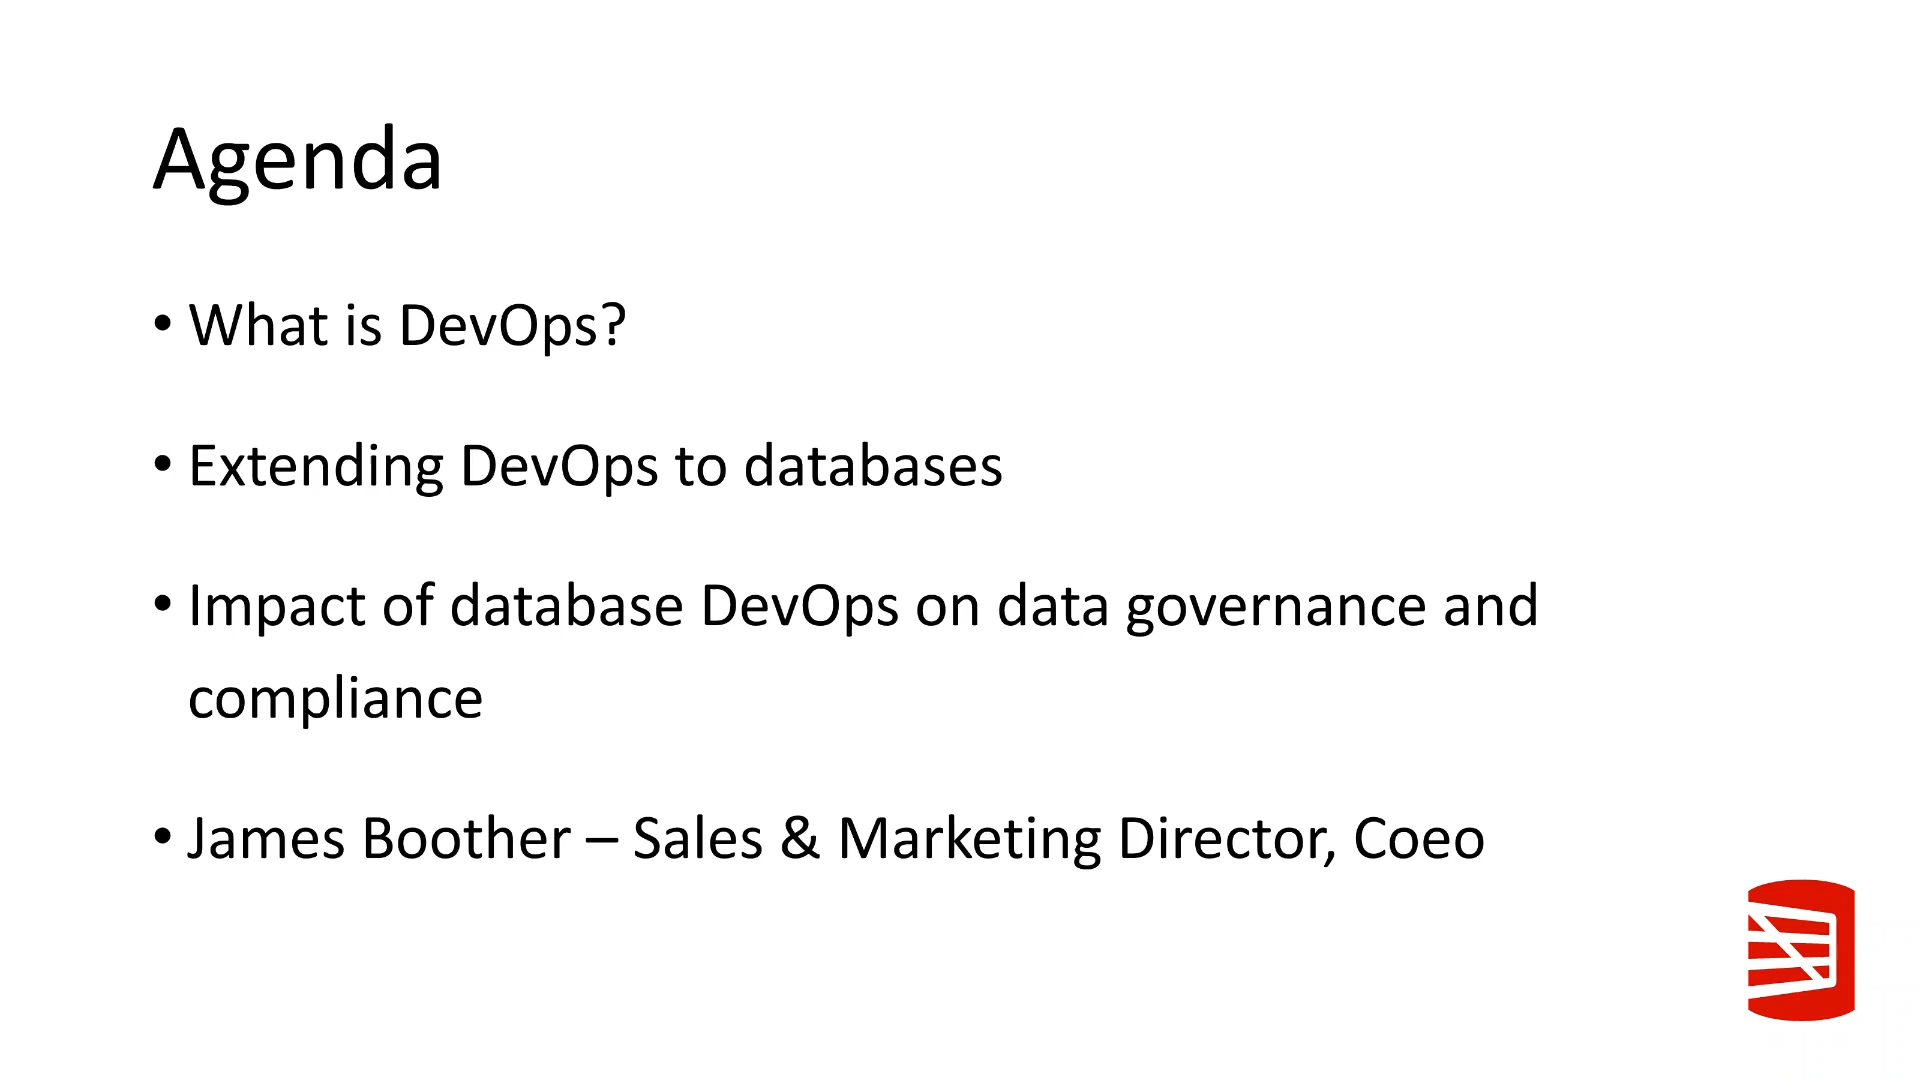 Agenda
• What is DevOps?
• Extending DevOps to databases
• Impact of database DevOps on data governance and
compliance
• James Boother – Sales & Marketing Director, Coeo